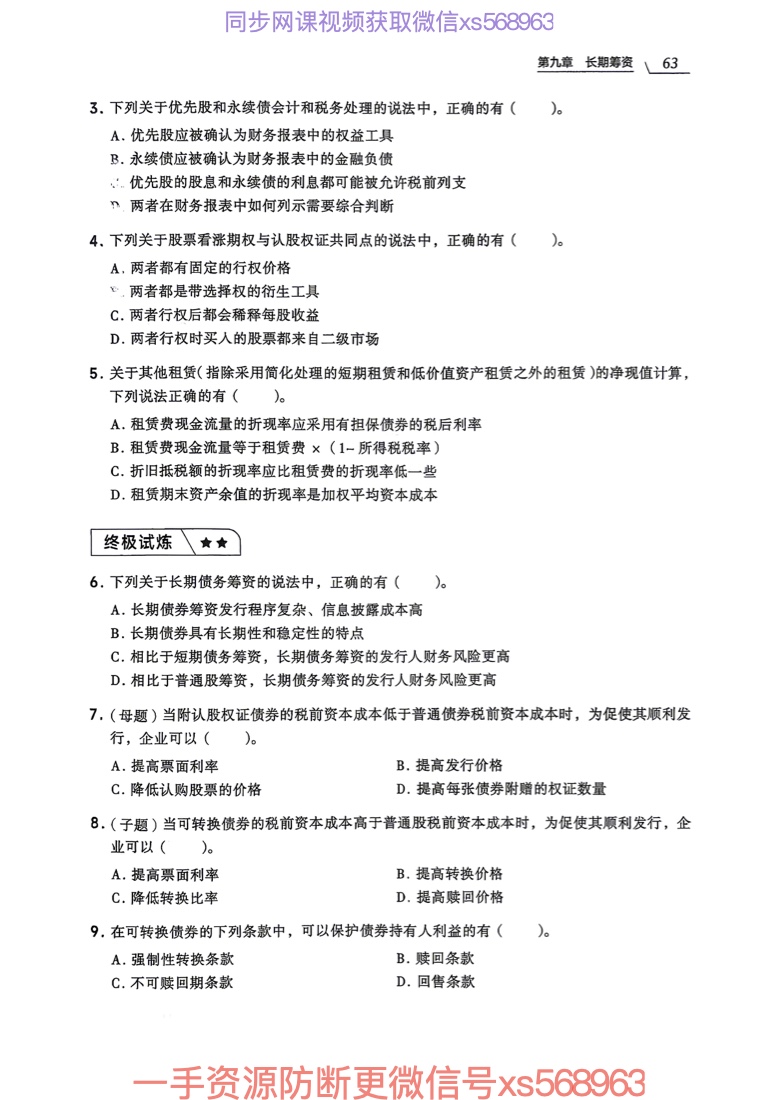 同步网课视频获取微信xs568963
第九章 长期筹资 63
3. 下列关于优先股和永续债会计和税务处理的说法中，正确的有（　　）。
A. 优先股应被确认为财务报表中的权益工具
B. 永续债应被确认为财务报表中的金融负债
优先股的股息和永续债的利息都可能被允许税前列支
D 两者在财务报表中如何列示需要综合判断
4. 下列关于股票看涨期权与认股权证共同点的说法中，正确的有（　　）。
A. 两者都有固定的行权价格
两者都是带选择权的衍生工具
C. 两者行权后都会稀释每股收益
D. 两者行权时买入的股票都来自二级市场
5. 关于其他租赁（指除采用简化处理的短期租赁和低价值资产租赁之外的租赁）的净现值计算，
下列说法正确的有（　　）。
A. 租赁费现金流量的折现率应采用有担保债券的税后利率
B. 租赁费现金流量等于租赁费 ×（1- 所得税税率）
C. 折旧抵税额的折现率应比租赁费的折现率低一些
D. 租赁期末资产余值的折现率是加权平均资本成本
终极试炼 ★★
6. 下列关于长期债务筹资的说法中，正确的有（　　）。
A. 长期债券筹资发行程序复杂、信息披露成本高
B. 长期债券具有长期性和稳定性的特点
C. 相比于短期债务筹资，长期债务筹资的发行人财务风险更高
D. 相比于普通股筹资，长期债务筹资的发行人财务风险更高
7.（母题）当附认股权证债券的税前资本成本低于普通债券税前资本成本时，为促使其顺利发
行，企业可以（　　）。
A. 提高票面利率　　B. 提高发行价格
C. 降低认购股票的价格　　D. 提高每张债券附赠的权证数量
8.（子题）当可转换债券的税前资本成本高于普通股税前资本成本时，为促使其顺利发行，企
业可以（　　）。
A. 提高票面利率　　B. 提高转换价格
C. 降低转换比率　　D. 提高赎回价格
9. 在可转换债券的下列条款中，可以保护债券持有人利益的有（　　）。
A. 强制性转换条款　　B. 赎回条款
C. 不可赎回期条款　　D. 回售条款
一手资源防断更微信号xs568963